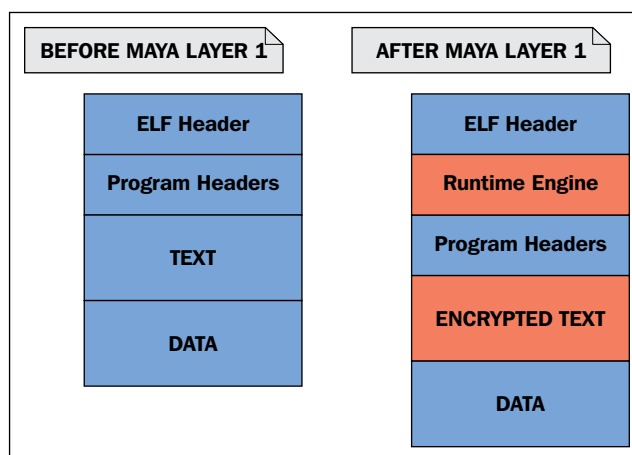 BEFORE MAYA LAYER 1
ELF Header
Program Headers
TEXT
DATA
AFTER MAYA LAYER 1
ELF Header
Runtime Engine
Program Headers
ENCRYPTED TEXT
DATA